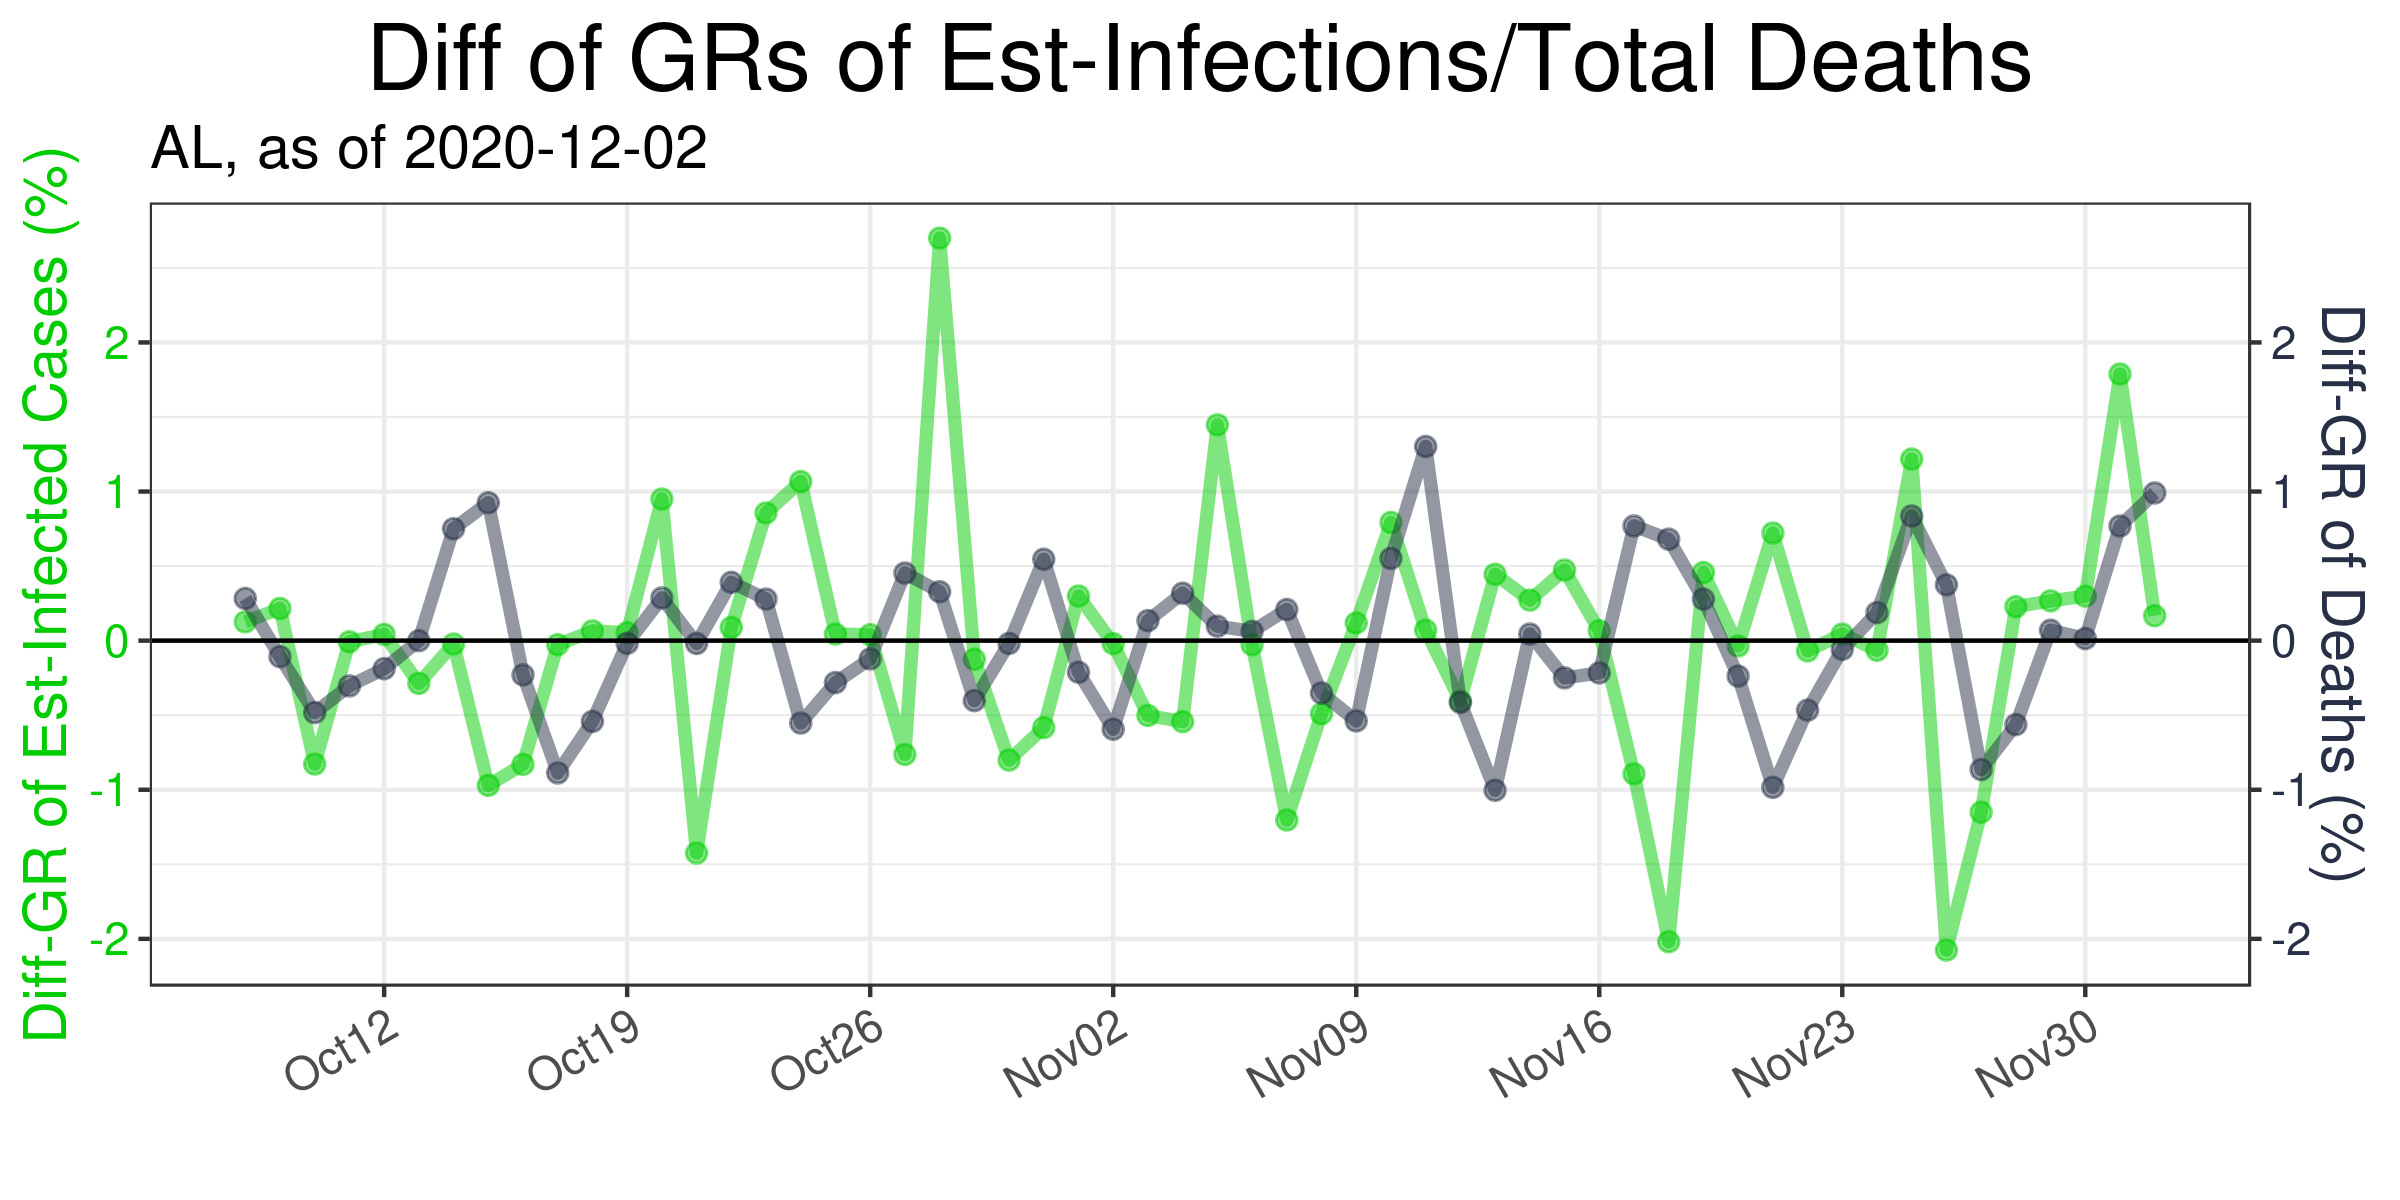 Diff of GRs of Est-Infections/Total Deaths
AL, as of 2020-12-02
Diff-GR of Est-Infected Cases (%)
2
1
0
-1
-2
2
1
0
-1
-2
Diff-GR of Deaths (%)
Oct12
Oct19
Oct26
Nov02
Nov09
Nov16
Nov23
Nov30